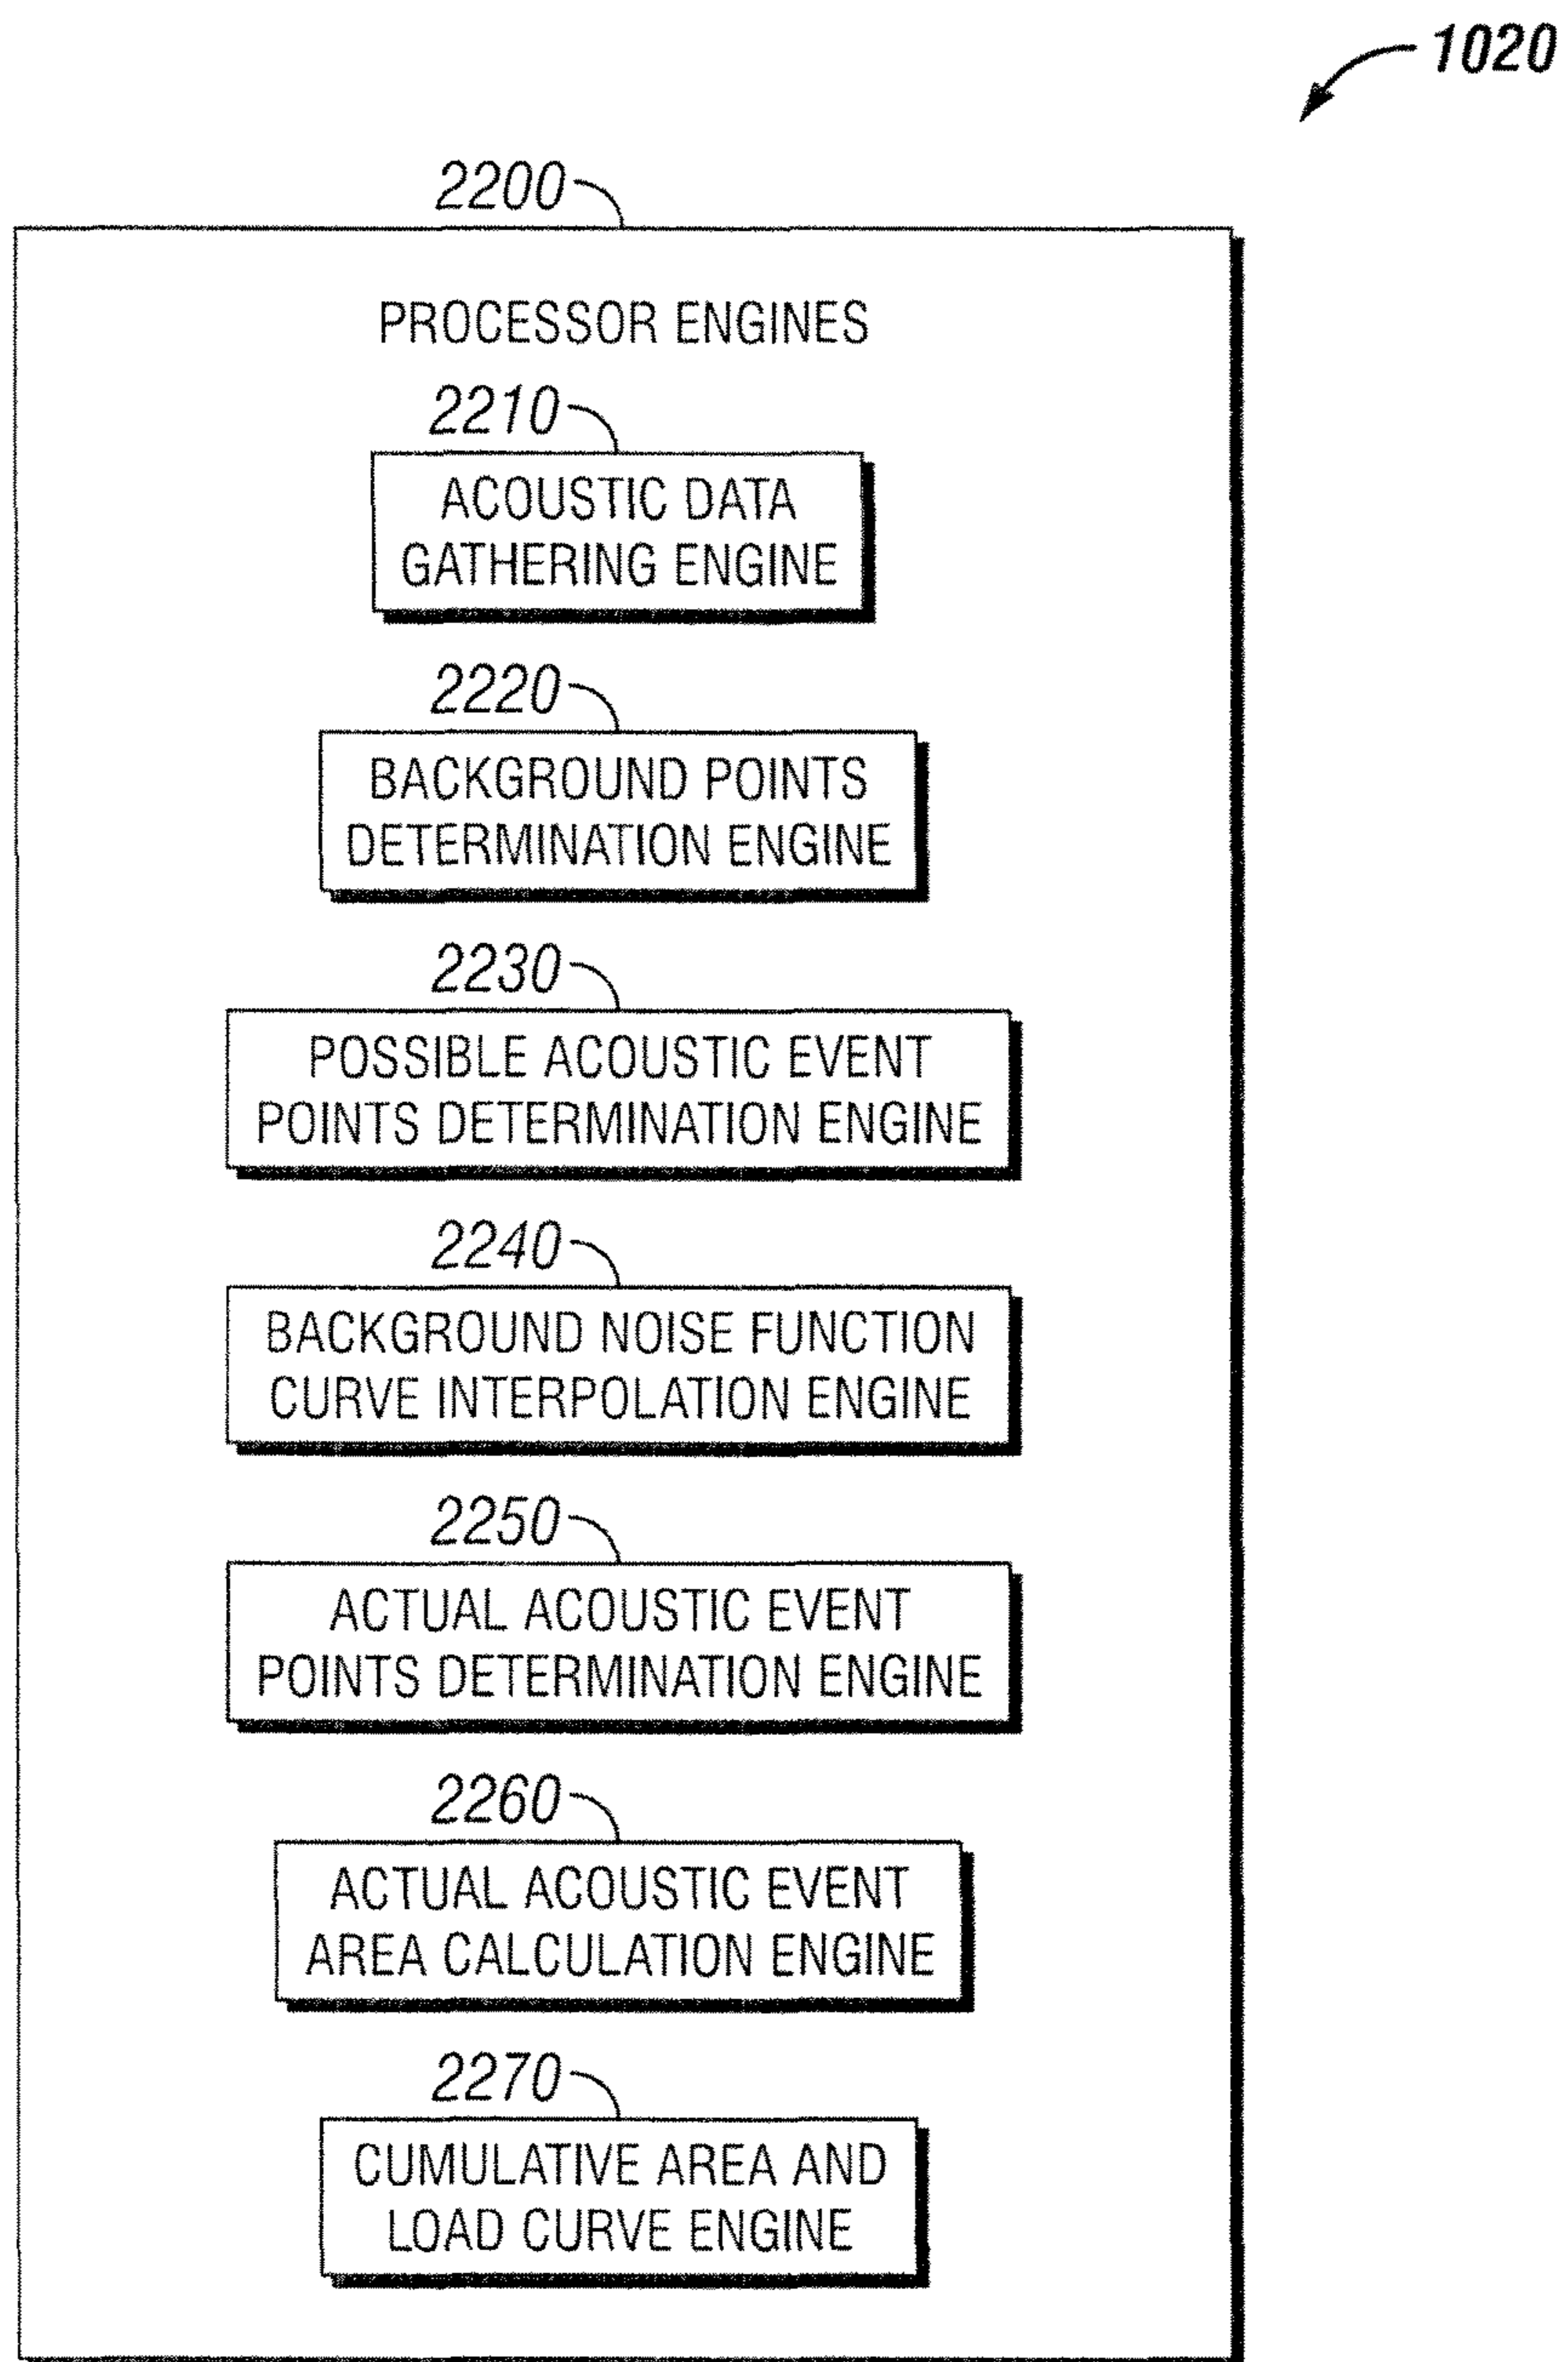 1020
2200
PROCESSOR ENGINES
2210
ACOUSTIC DATA
GATHERING ENGINE
2220
BACKGROUND POINTS
DETERMINATION ENGINE
2230
POSSIBLE ACOUSTIC EVENT
POINTS DETERMINATION ENGINE
2240
BACKGROUND NOISE FUNCTION
CURVE INTERPOLATION ENGINE
2250
ACTUAL ACOUSTIC EVENT
POINTS DETERMINATION ENGINE
2260
ACTUAL ACOUSTIC EVENT
AREA CALCULATION ENGINE
2270
CUMULATIVE AREA AND
LOAD CURVE ENGINE